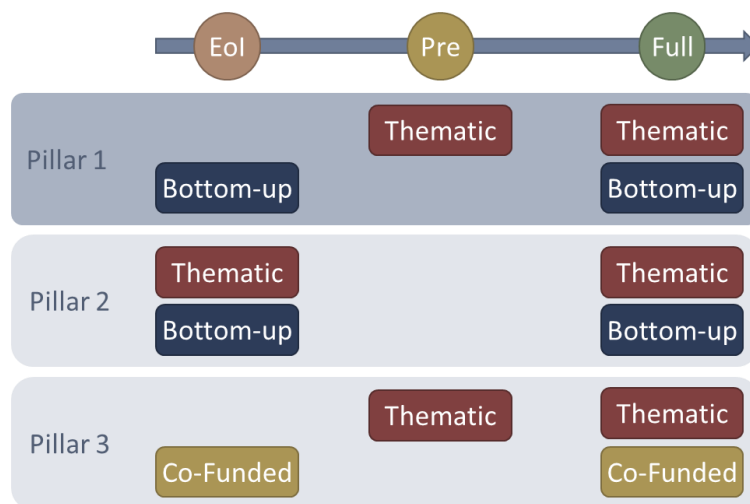 EoI
Pre
Full
Pillar 1
Thematic
Thematic
Bottom-up
Bottom-up
Pillar 2
Thematic
Thematic
Bottom-up
Bottom-up
Pillar 3
Thematic
Thematic
Co-Funded
Co-Funded